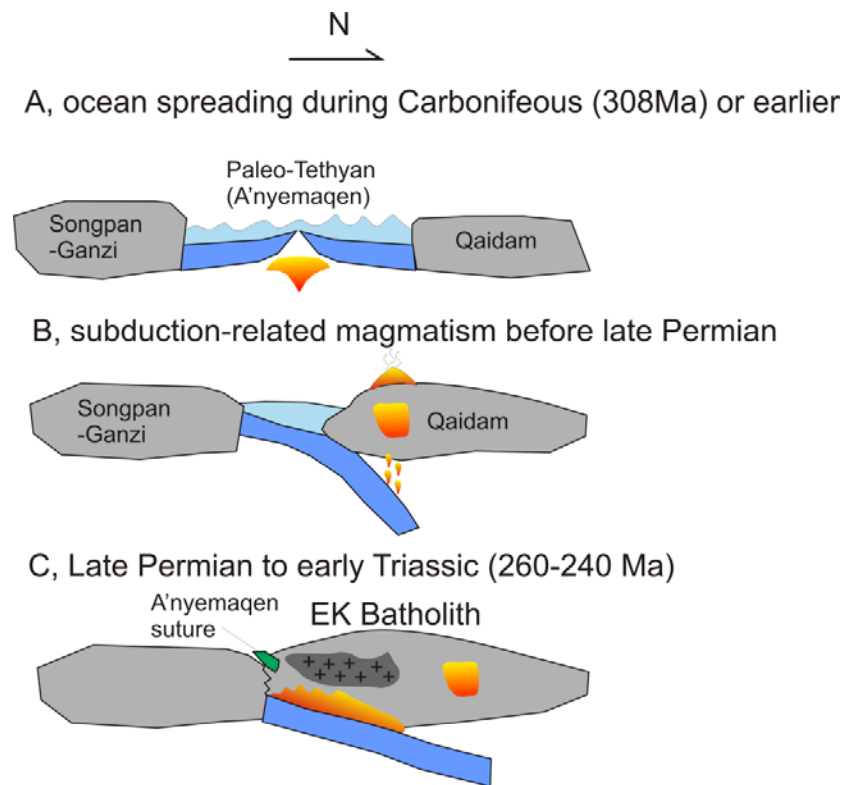 N
A, ocean spreading during Carbonifeous (308Ma) or earlier
Paleo-Tethyan
(A'nyemaqen)
Songpan
-Ganzi
Qaidam
B, subduction-related magmatism before late Permian
Songpan
-Ganzi
Qaidam
C, Late Permian to early Triassic (260-240 Ma)
A'nyemaqen
suture
EK Batholith